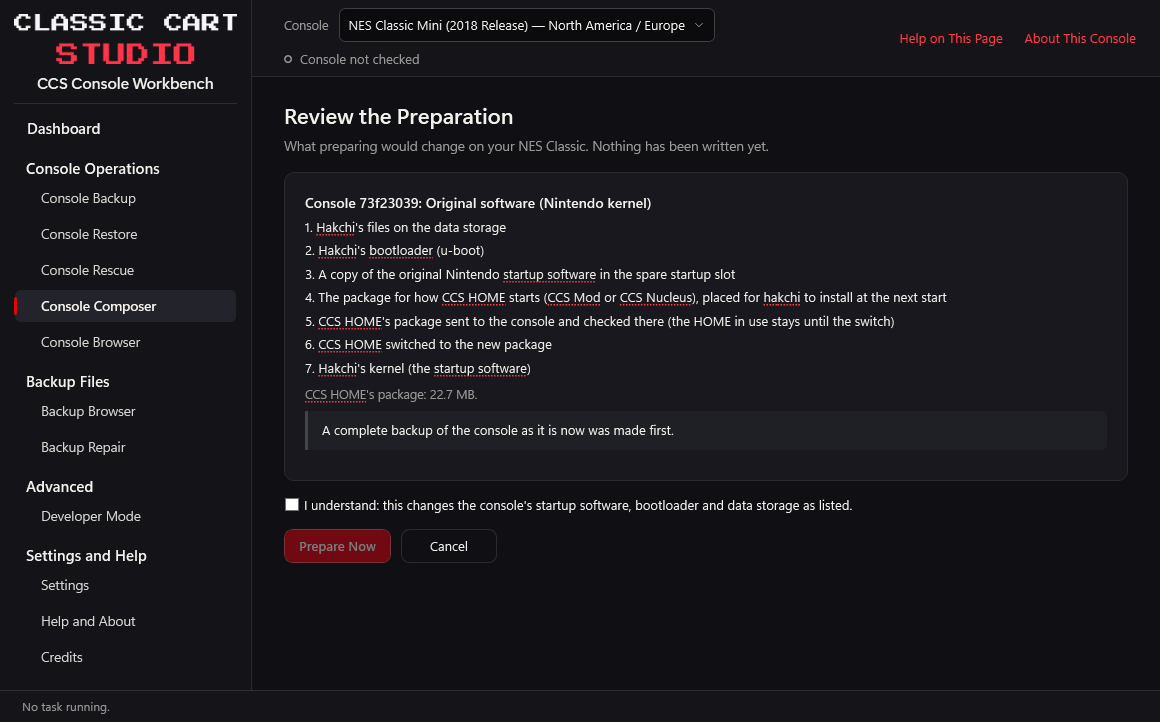 CLASSIC CART
STUDIO
CCS Console Workbench
Dashboard
Console Operations
Console Backup
Console Restore
Console Rescue
Console Composer
Console Browser
Backup Files
Backup Browser
Backup Repair
Advanced
Developer Mode
Settings and Help
Settings
Help and About
Credits
Console
NES Classic Mini (2018 Release) — North America / Europe
Console not checked
Help on This Page
About This Console
Review the Preparation
What preparing would change on your NES Classic. Nothing has been written yet.
Console 73f23039: Original software (Nintendo kernel)
1. Hakchi's files on the data storage
2. Hakchi's bootloader (u-boot)
3. A copy of the original Nintendo startup software in the spare startup slot
4. The package for how CCS HOME starts (CCS Mod or CCS Nucleus), placed for hakchi to install at the next start
5. CCS HOME's package sent to the console and checked there (the HOME in use stays until the switch)
6. CCS HOME switched to the new package
7. Hakchi's kernel (the startup software)
CCS HOME's package: 22.7 MB.
A complete backup of the console as it is now was made first.
I understand: this changes the console's startup software, bootloader and data storage as listed.
Prepare Now
Cancel
No task running.